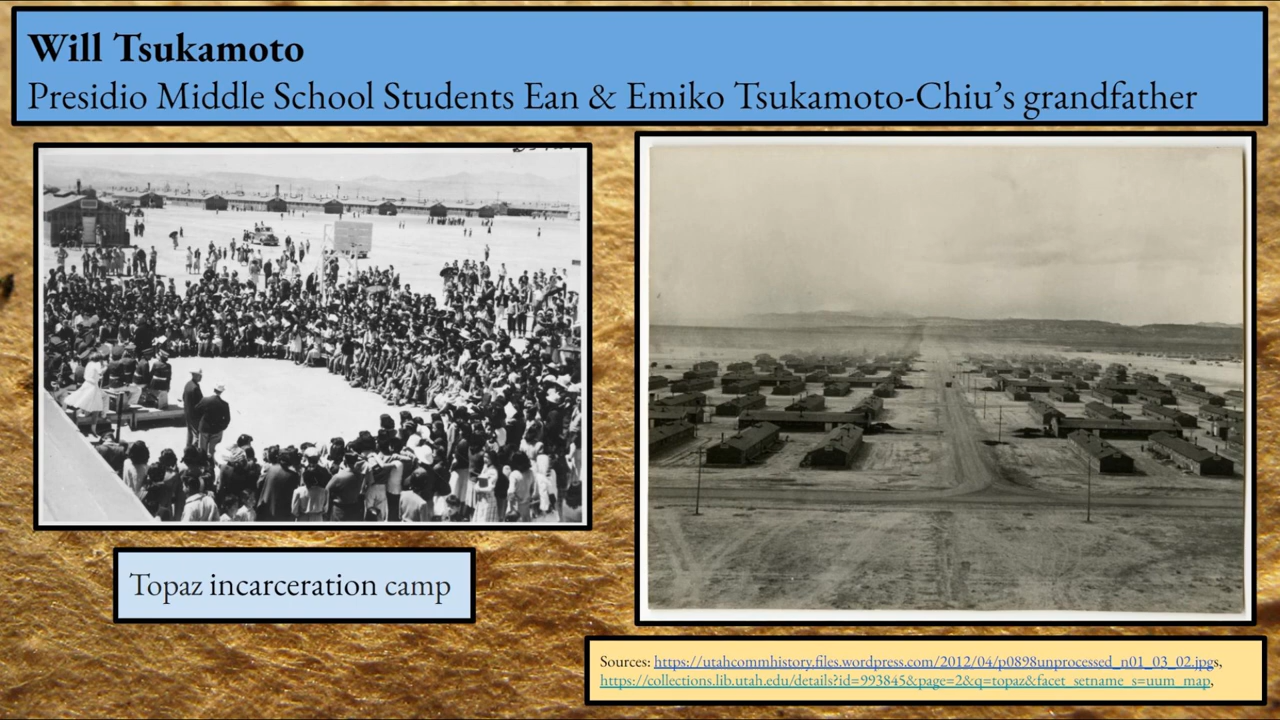 Will Tsukamoto
Presidio Middle School Students Ean & Emiko Tsukamoto-Chiu's grandfather
Topaz incarceration camp
Sources: https://utahcommhistory.files.wordpress.com/2012/04/p0898unprocessed_n01_03_02.jpgs,
https://collections.lib.utah.edu/details?id=993845&page=2&q=topaz&facet_setname_s=uum_map,